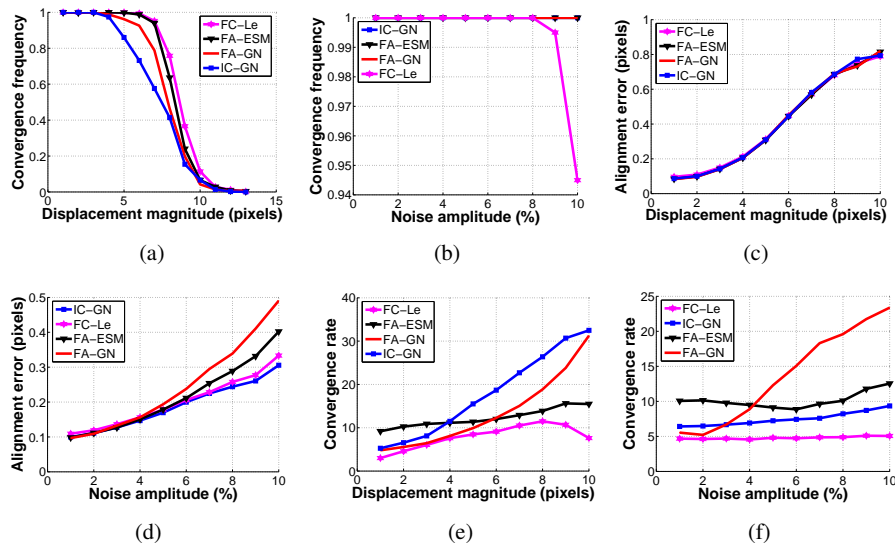 Convergence frequency
1
0.8
0.6
0.4
0.2
0
0 5 10 15
Displacement magnitude (pixels)
FC−Le
FA−ESM
FA−GN
IC−GN
(a)
Convergence frequency
1
0.99
0.98
0.97
0.96
0.95
0.94
0 2 4 6 8 10
Noise amplitude (%)
IC−GN
FA−ESM
FA−GN
FC−Le
(b)
Alignment error (pixels)
1
0.8
0.6
0.4
0.2
0
0 2 4 6 8 10
Displacement magnitude (pixels)
FC−Le
FA−ESM
FA−GN
IC−GN
(c)
Alignment error (pixels)
0.5
0.4
0.3
0.2
0.1
0
0 2 4 6 8 10
Noise amplitude (%)
IC−GN
FC−Le
FA−ESM
FA−GN
(d)
Convergence rate
40
30
20
10
0
0 2 4 6 8 10
Displacement magnitude (pixels)
FC−Le
FA−ESM
FA−GN
IC−GN
(e)
Convergence rate
25
20
15
10
5
0
0 2 4 6 8 10
Noise amplitude (%)
FC−Le
IC−GN
FA−ESM
FA−GN
(f)